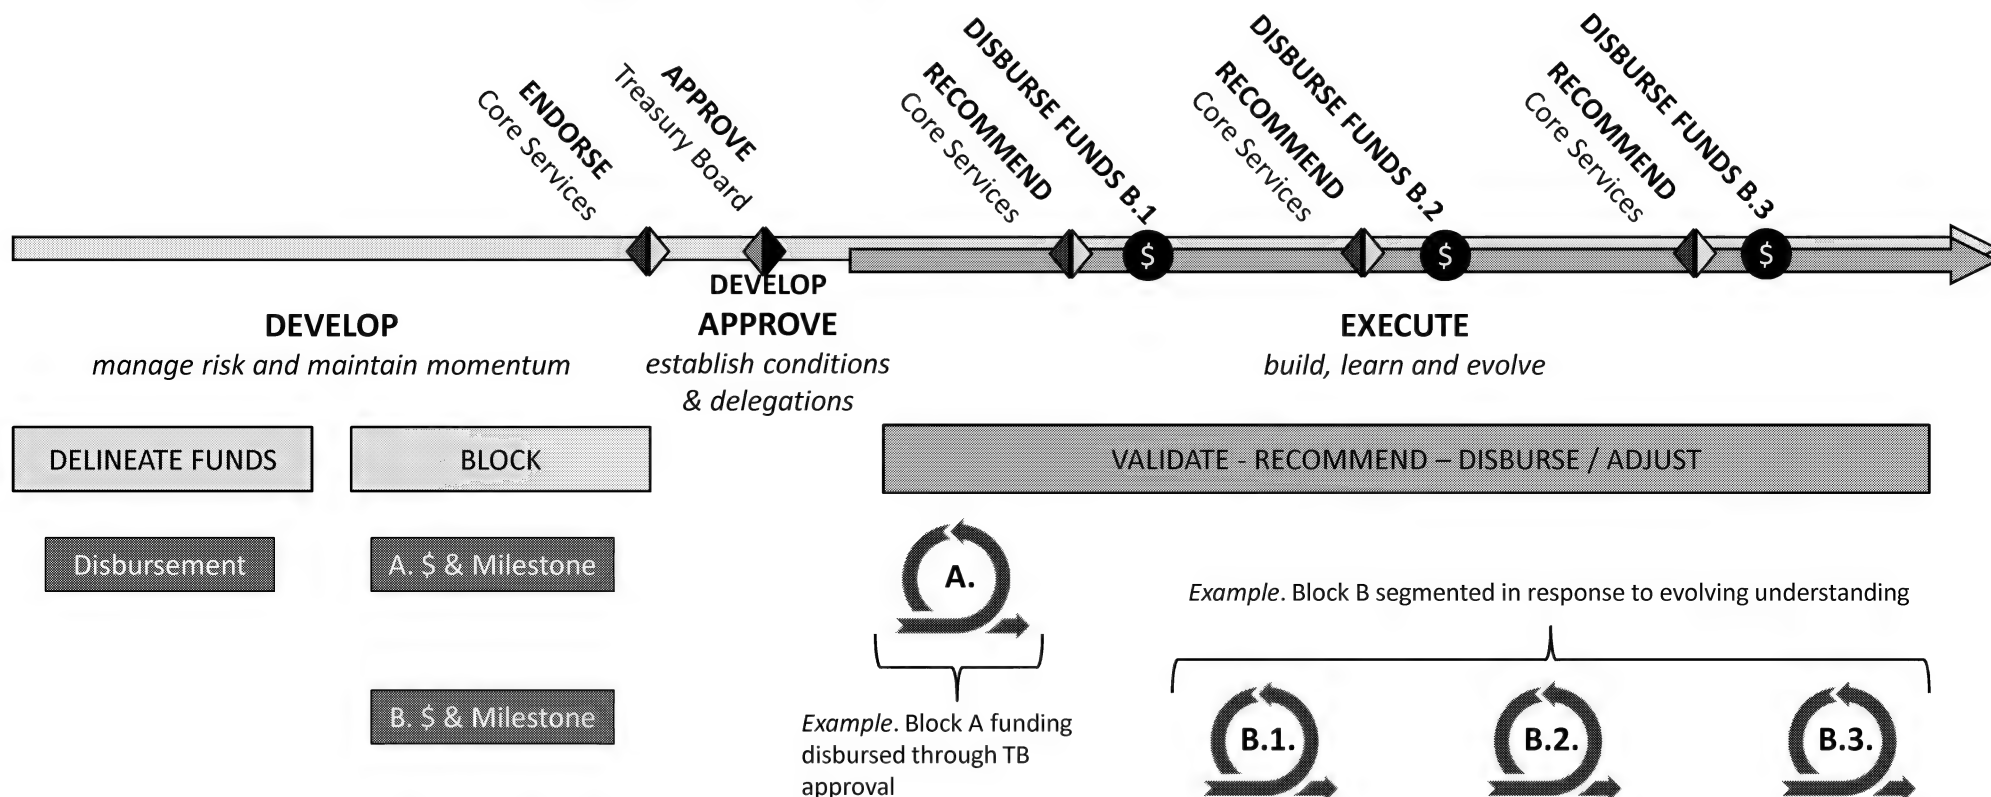 ENDORSE
Core Services
APPROVE
Treasury Board
DISBURSE FUNDS B.1
RECOMMEND
Core Services
DISBURSE FUNDS B.2
RECOMMEND
Core Services
DISBURSE FUNDS B.3
RECOMMEND
Core Services
$
$
$
DEVELOP
manage risk and maintain momentum
DEVELOP
APPROVE
establish conditions
& delegations
EXECUTE
build, learn and evolve
DELINEATE FUNDS
BLOCK
VALIDATE - RECOMMEND – DISBURSE / ADJUST
Disbursement
A. $ & Milestone
B. $ & Milestone
A.
Example. Block A funding
disbursed through TB
approval
Example. Block B segmented in response to evolving understanding
B.1.
B.2.
B.3.